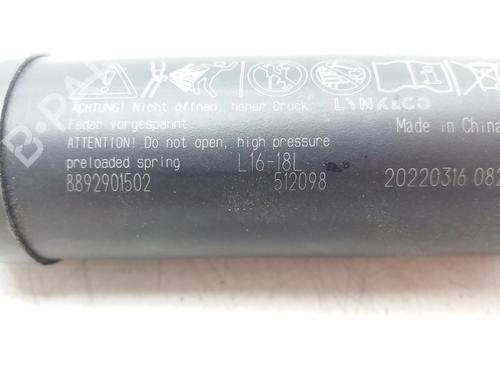 ACHTUNG! Nicht öffnen, hoher Druck LYNK&CO
Feder vorgespannt Made in China
ATTENTION! Do not open, high pressure
preloaded spring L16-18L
8892901502 512098 20220316 082
B-PA